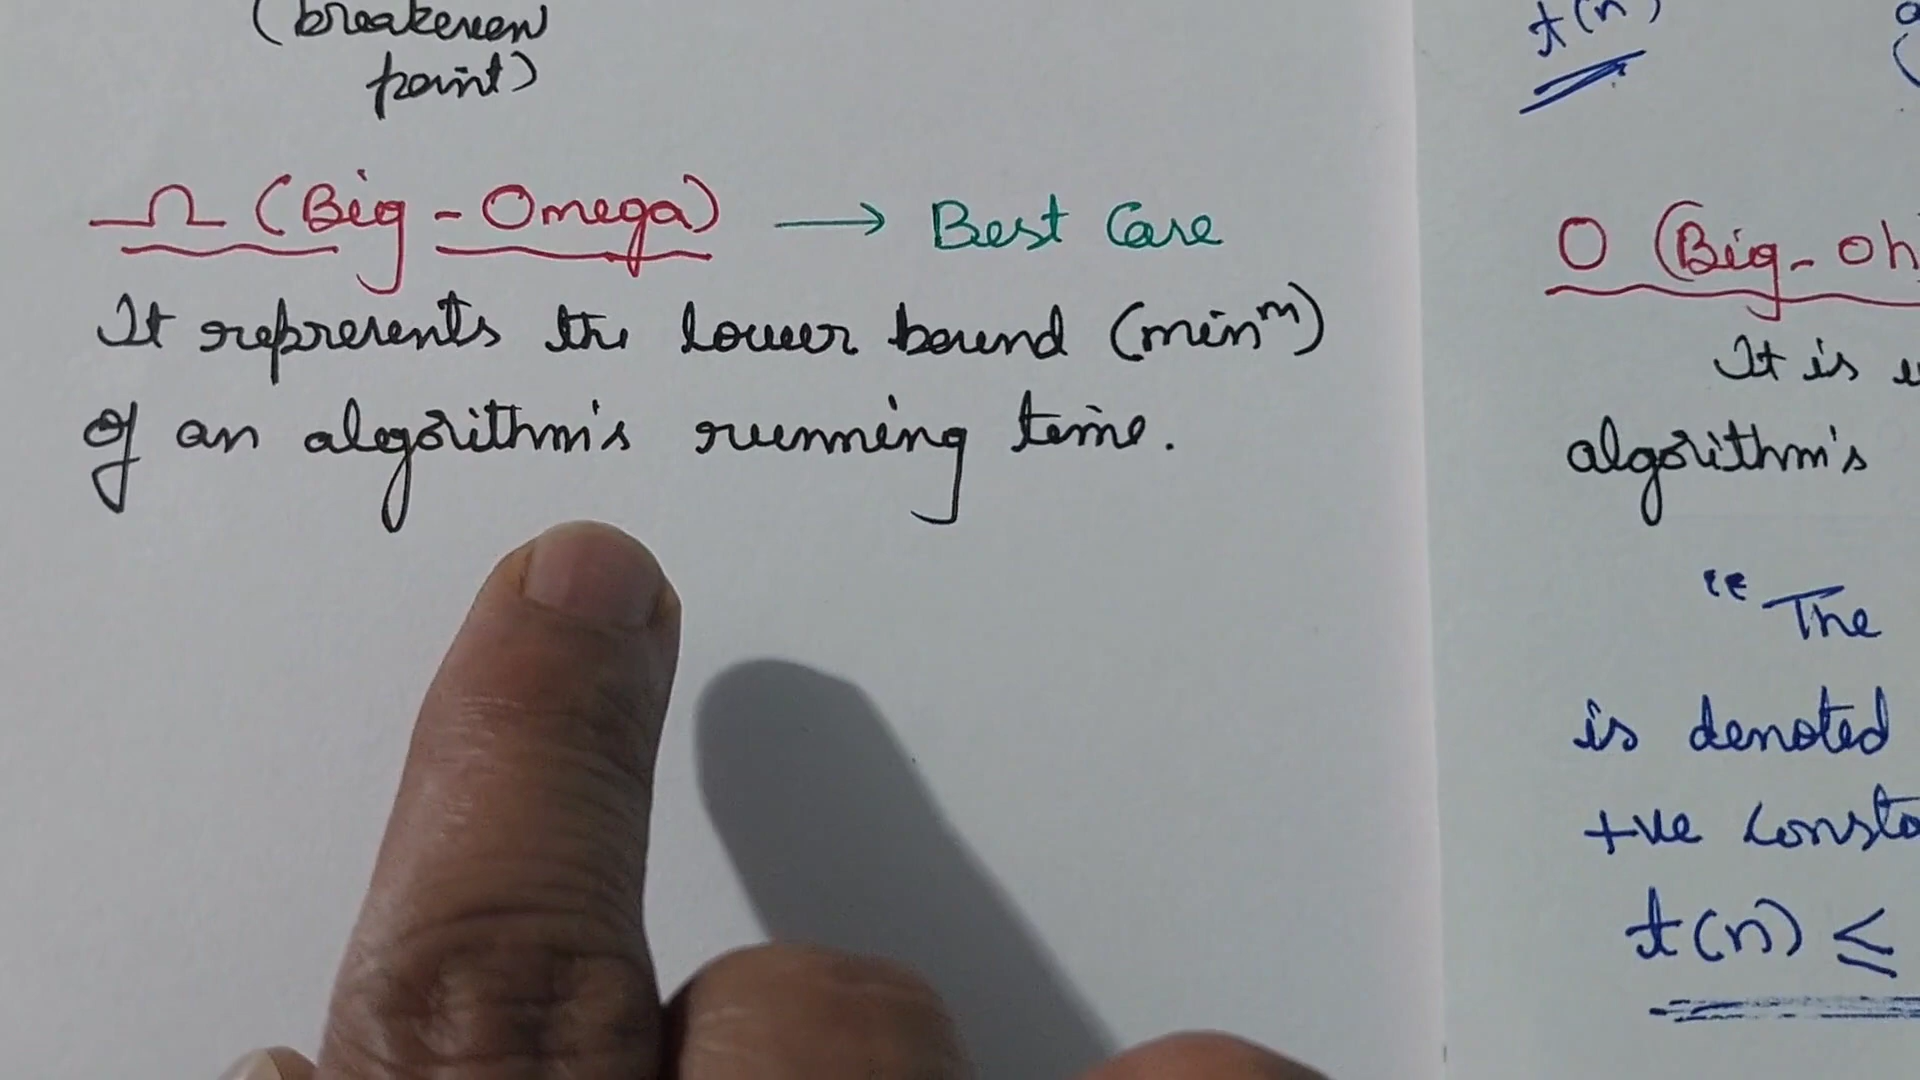 (breakeven
point)
Ω (Big - Omega) → Best Case
It represents the lower bound (minᵐ)
of an algorithm's running time.
t(n)
O (Big - Oh
It is
algorithm's
" The
is denoted
+ve
t(n) ≤